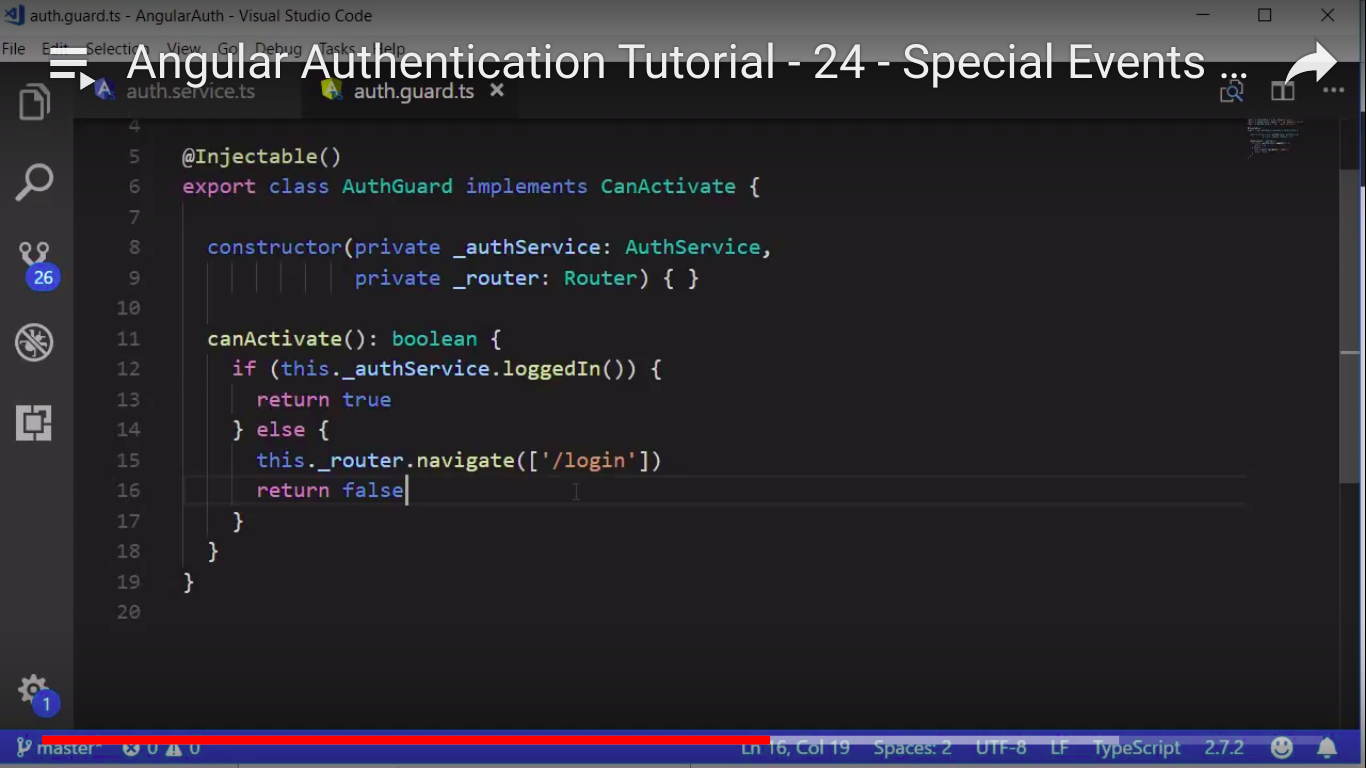 auth.guard.ts - AngularAuth - Visual Studio Code
File Edit Selection View Go Debug Tasks Help
Angular Authentication Tutorial - 24 - Special Events ...
auth.service.ts auth.guard.ts
4
5 @Injectable()
6 export class AuthGuard implements CanActivate {
7
8 constructor(private _authService: AuthService,
9 private _router: Router) { }
10
11 canActivate(): boolean {
12 if (this._authService.loggedIn()) {
13 return true
14 } else {
15 this._router.navigate(['/login'])
16 return false
17 }
18 }
19 }
20
26
1
master* 0 0 Ln 16, Col 19 Spaces: 2 UTF-8 LF TypeScript 2.7.2